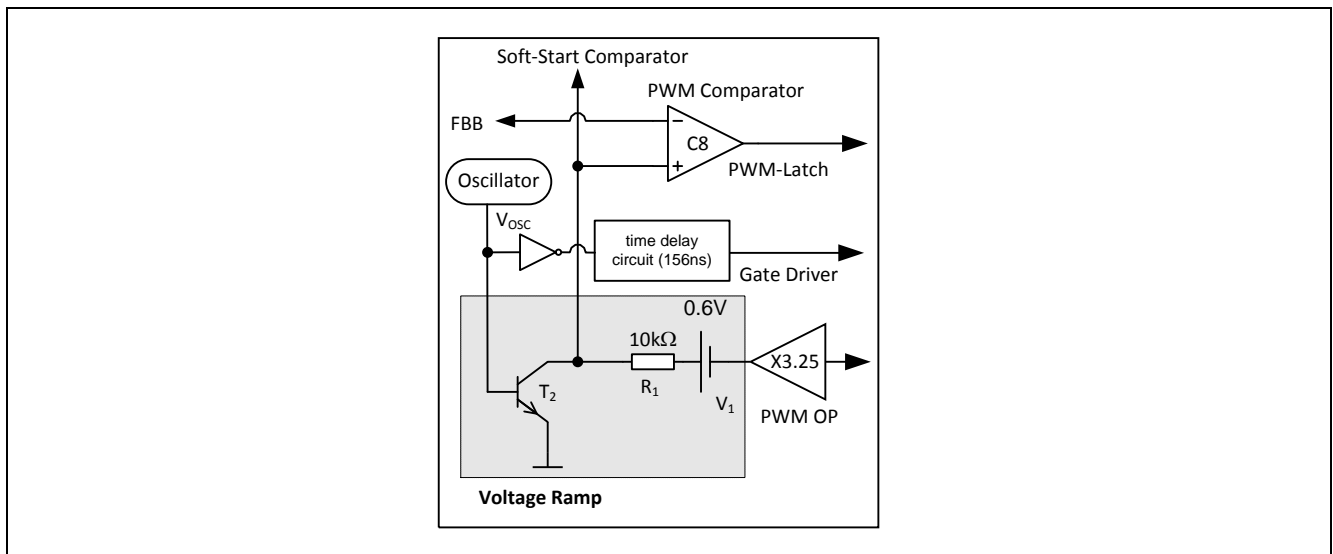 Soft-Start Comparator
PWM Comparator
FBB
−
C8
+
PWM-Latch
Oscillator
VOSC
time delay
circuit (156ns)
Gate Driver
0.6V
10kΩ
X3.25
T2
R1
V1
PWM OP
Voltage Ramp